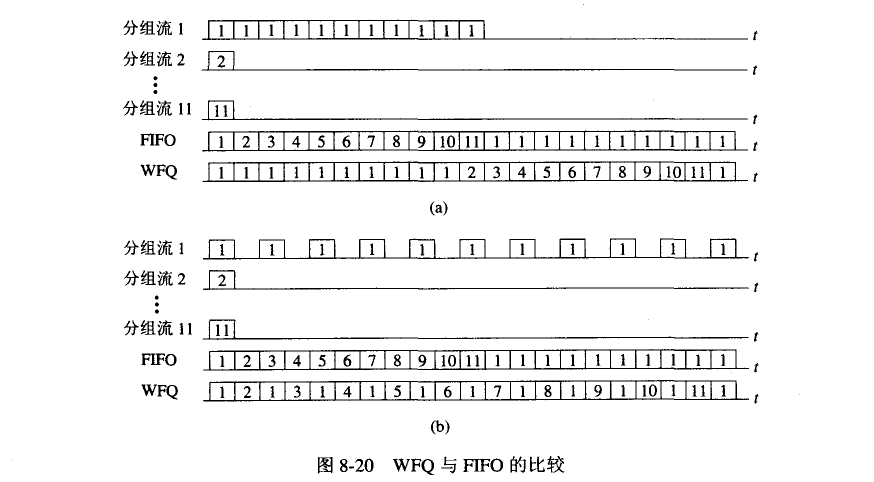 分组流 1 1 1 1 1 1 1 1 1 1 1 1 t
分组流 2 2 t
⋮
分组流 11 11 t
FIFO 1 2 3 4 5 6 7 8 9 10 11 1 1 1 1 1 1 1 1 1 1 t
WFQ 1 1 1 1 1 1 1 1 1 1 2 3 4 5 6 7 8 9 10 11 1 t
(a)
分组流 1 1 1 1 1 1 1 1 1 1 1 1 t
分组流 2 2 t
⋮
分组流 11 11 t
FIFO 1 2 3 4 5 6 7 8 9 10 11 1 1 1 1 1 1 1 1 1 1 t
WFQ 1 2 1 3 1 4 1 5 1 6 1 7 1 8 1 9 1 10 1 11 1 t
(b)
图 8-20 WFQ 与 FIFO 的比较